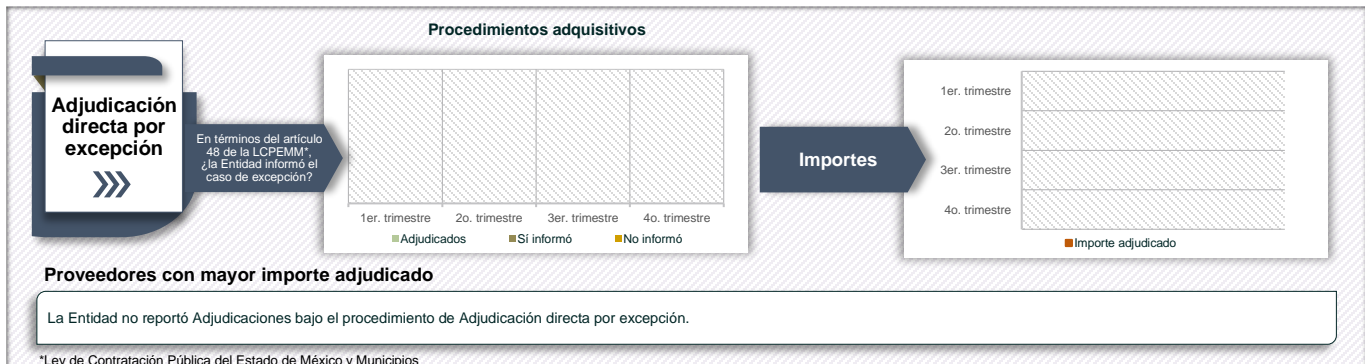 Procedimientos adquisitivos
Adjudicación
directa por
excepción
En términos del artículo
48 de la LCPEMM*,
¿la Entidad informó el
caso de excepción?
1er. trimestre 2o. trimestre 3er. trimestre 4o. trimestre
Adjudicados Sí informó No informó
Importes
1er. trimestre
2o. trimestre
3er. trimestre
4o. trimestre
Importe adjudicado
Proveedores con mayor importe adjudicado
La Entidad no reportó Adjudicaciones bajo el procedimiento de Adjudicación directa por excepción.
*Ley de Contratación Pública del Estado de México y Municipios